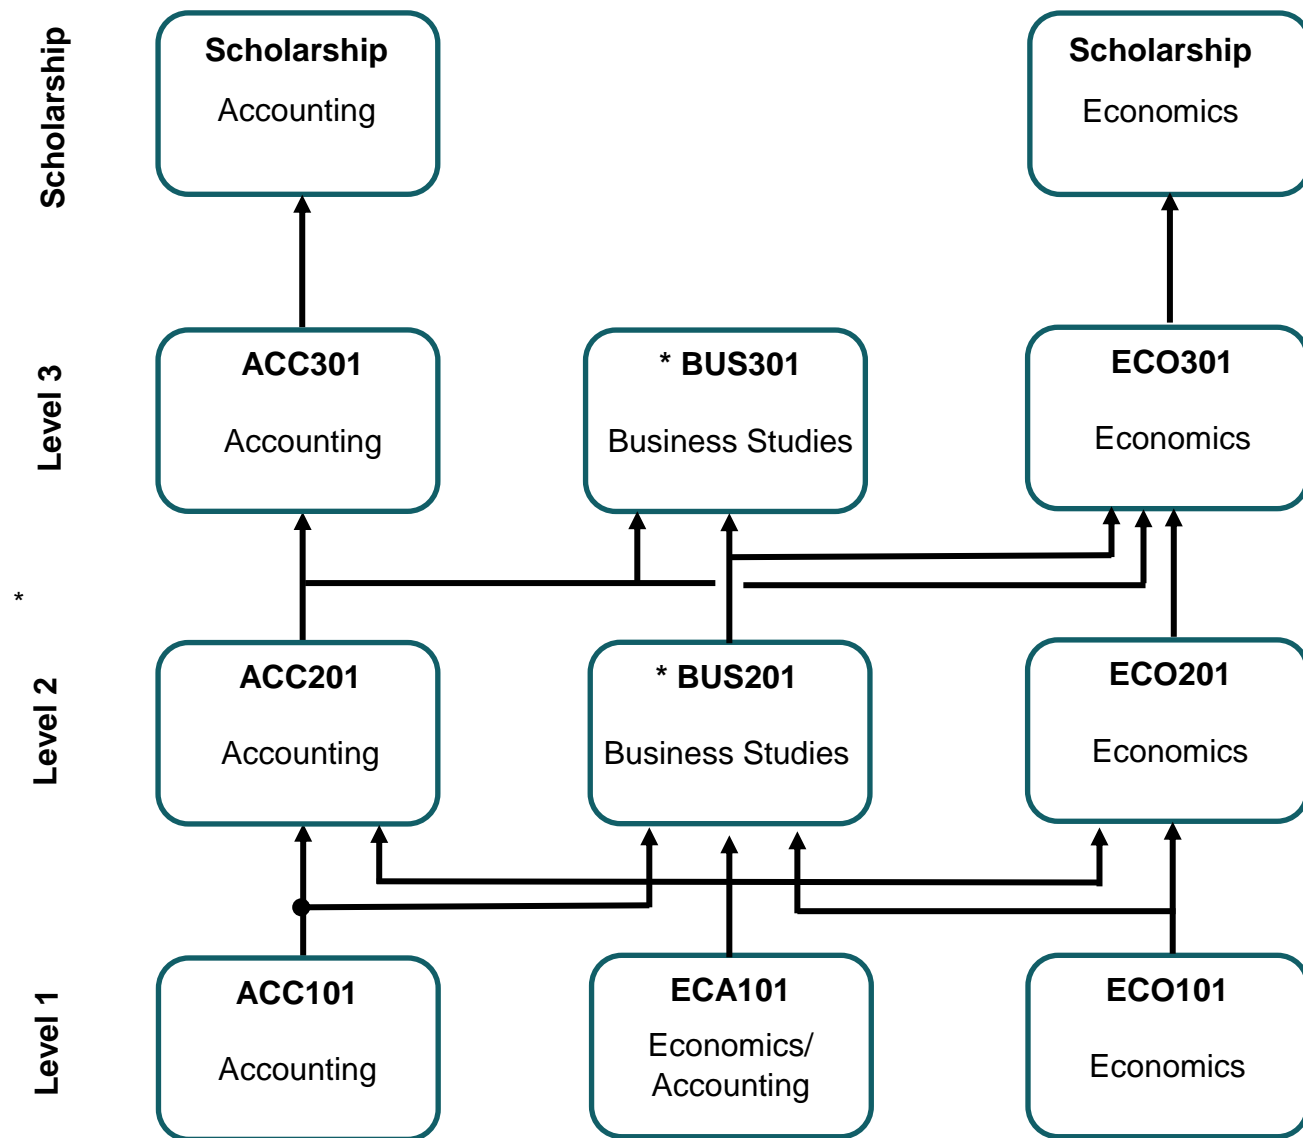 Scholarship
Scholarship
Accounting
Scholarship
Economics
Level 3
ACC301
Accounting
* BUS301
Business Studies
ECO301
Economics
*
Level 2
ACC201
Accounting
* BUS201
Business Studies
ECO201
Economics
Level 1
ACC101
Accounting
ECA101
Economics/
Accounting
ECO101
Economics